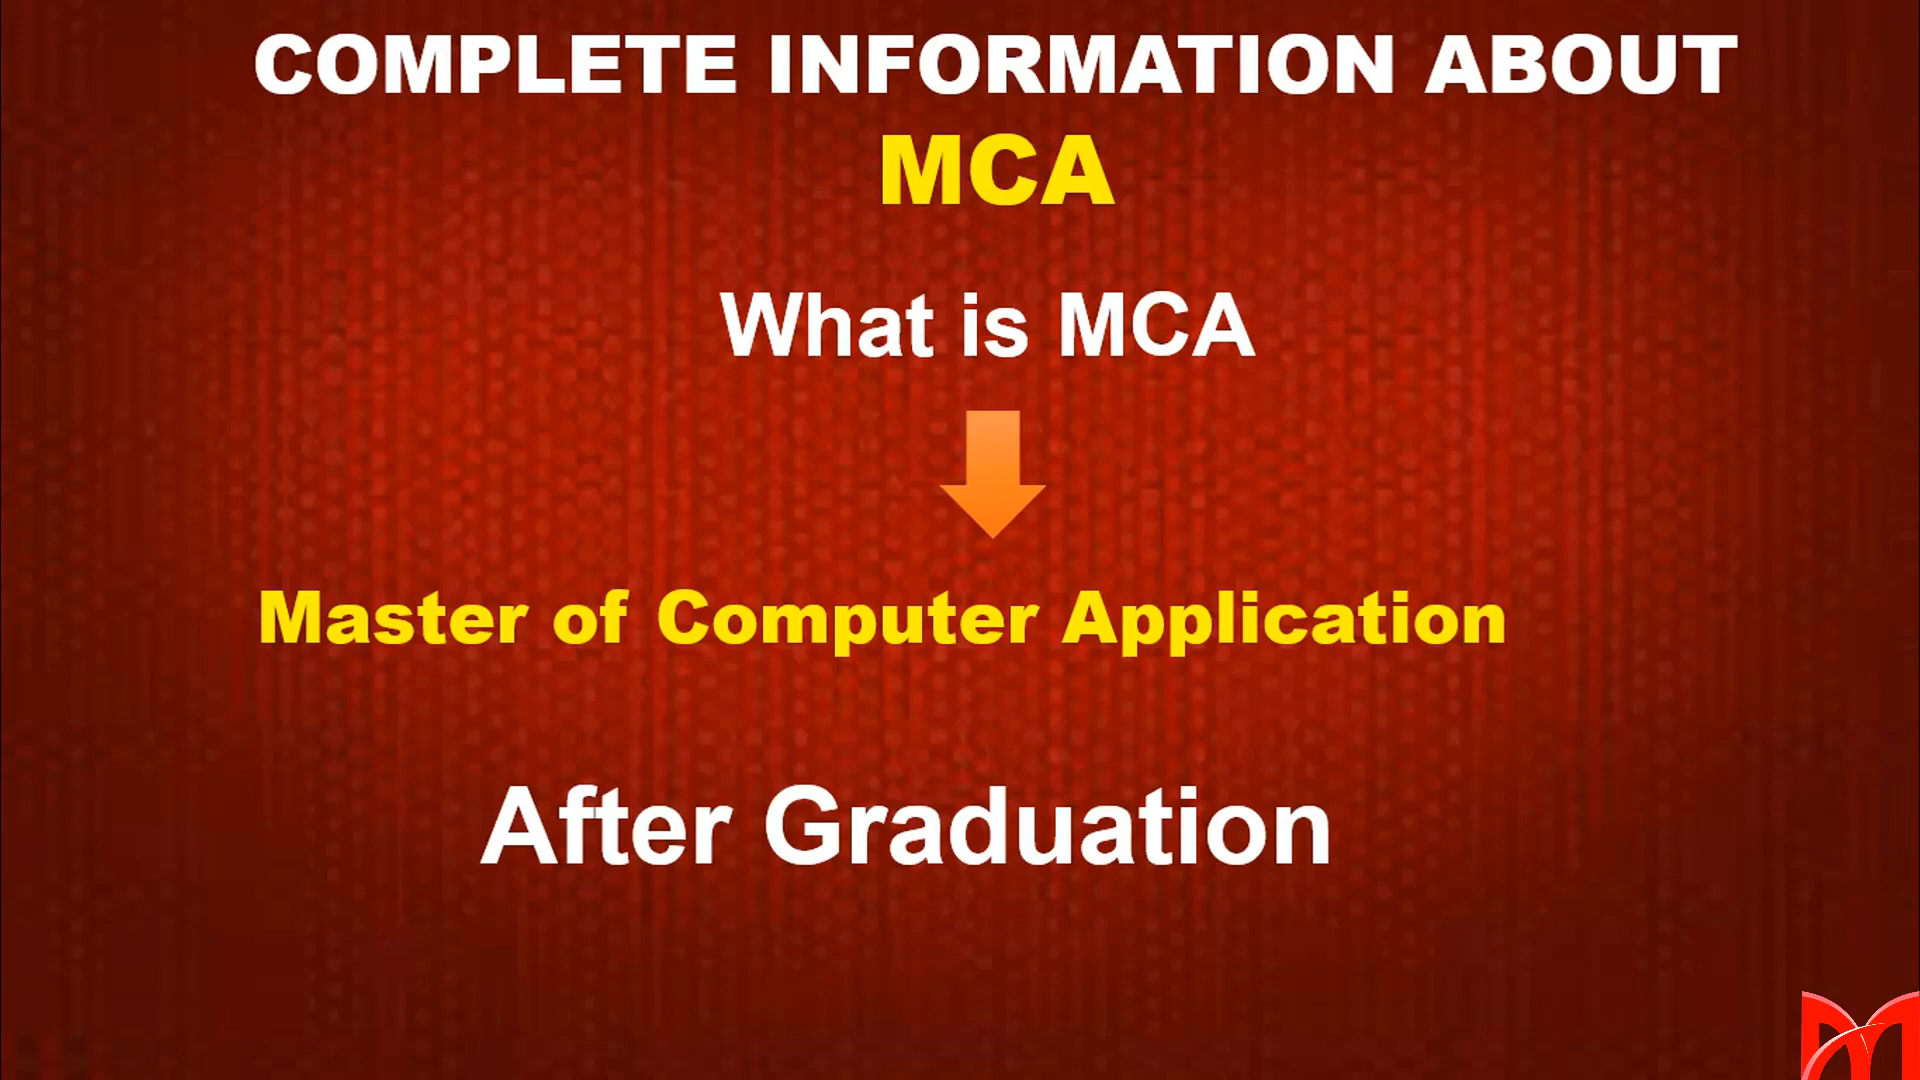 COMPLETE INFORMATION ABOUT
MCA
What is MCA
Master of Computer Application
After Graduation